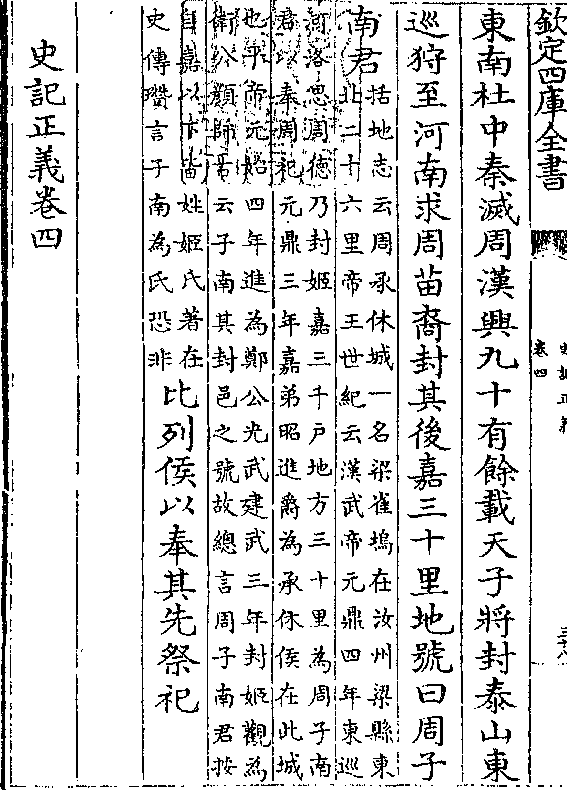 欽定四庫全書
史記正義
卷四
東南杜中秦滅周漢興九十有餘載天子將封泰山東
巡狩至河南求周苗裔封其後嘉三十里地號曰周子
南君
括地志云周承休城一名梁雀塢在汝州梁縣東
北二十六里帝王世紀云漢武帝元鼎四年東巡
河洛思周德乃封姬嘉三千戶地方三十里為周子南
君以奉周祀元鼎三年嘉弟昭進爵為承休侯在此城
也平帝元始四年進為鄭公光武建武三年封姬觀為
衛公顏師古云子南其封邑之號故總言周子南君按
自嘉以下皆姓姬氏著在
史傳瓚言子南為氏恐非
比列侯以奉其先祭祀
史記正義卷四